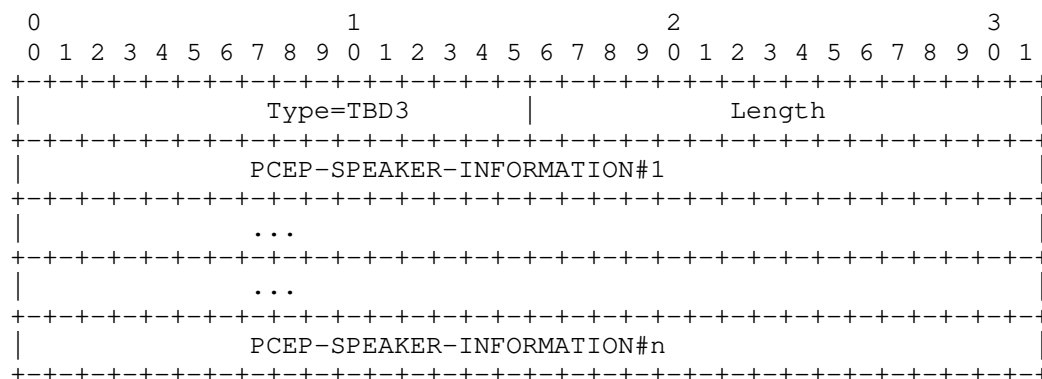 0                   1                   2                   3
 0 1 2 3 4 5 6 7 8 9 0 1 2 3 4 5 6 7 8 9 0 1 2 3 4 5 6 7 8 9 0 1
+-+-+-+-+-+-+-+-+-+-+-+-+-+-+-+-+-+-+-+-+-+-+-+-+-+-+-+-+-+-+-+-+
|               Type=TBD3       |            Length             |
+-+-+-+-+-+-+-+-+-+-+-+-+-+-+-+-+-+-+-+-+-+-+-+-+-+-+-+-+-+-+-+-+
|              PCEP-SPEAKER-INFORMATION#1                       |
+-+-+-+-+-+-+-+-+-+-+-+-+-+-+-+-+-+-+-+-+-+-+-+-+-+-+-+-+-+-+-+-+
|              ...                                              |
+-+-+-+-+-+-+-+-+-+-+-+-+-+-+-+-+-+-+-+-+-+-+-+-+-+-+-+-+-+-+-+-+
|              ...                                              |
+-+-+-+-+-+-+-+-+-+-+-+-+-+-+-+-+-+-+-+-+-+-+-+-+-+-+-+-+-+-+-+-+
|              PCEP-SPEAKER-INFORMATION#n                       |
+-+-+-+-+-+-+-+-+-+-+-+-+-+-+-+-+-+-+-+-+-+-+-+-+-+-+-+-+-+-+-+-+